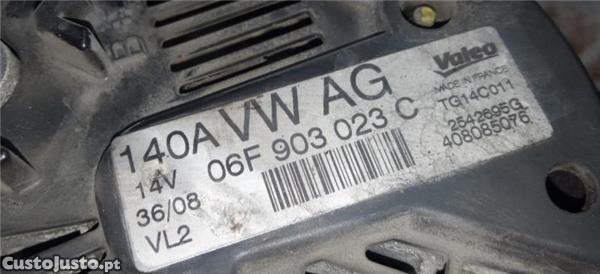 140A VW AG
14V 06F 903 023 C
36/08
VL2
Valeo
MADE IN FRANCE
TG14C011
2542695G
408085076
CustoJusto.pt